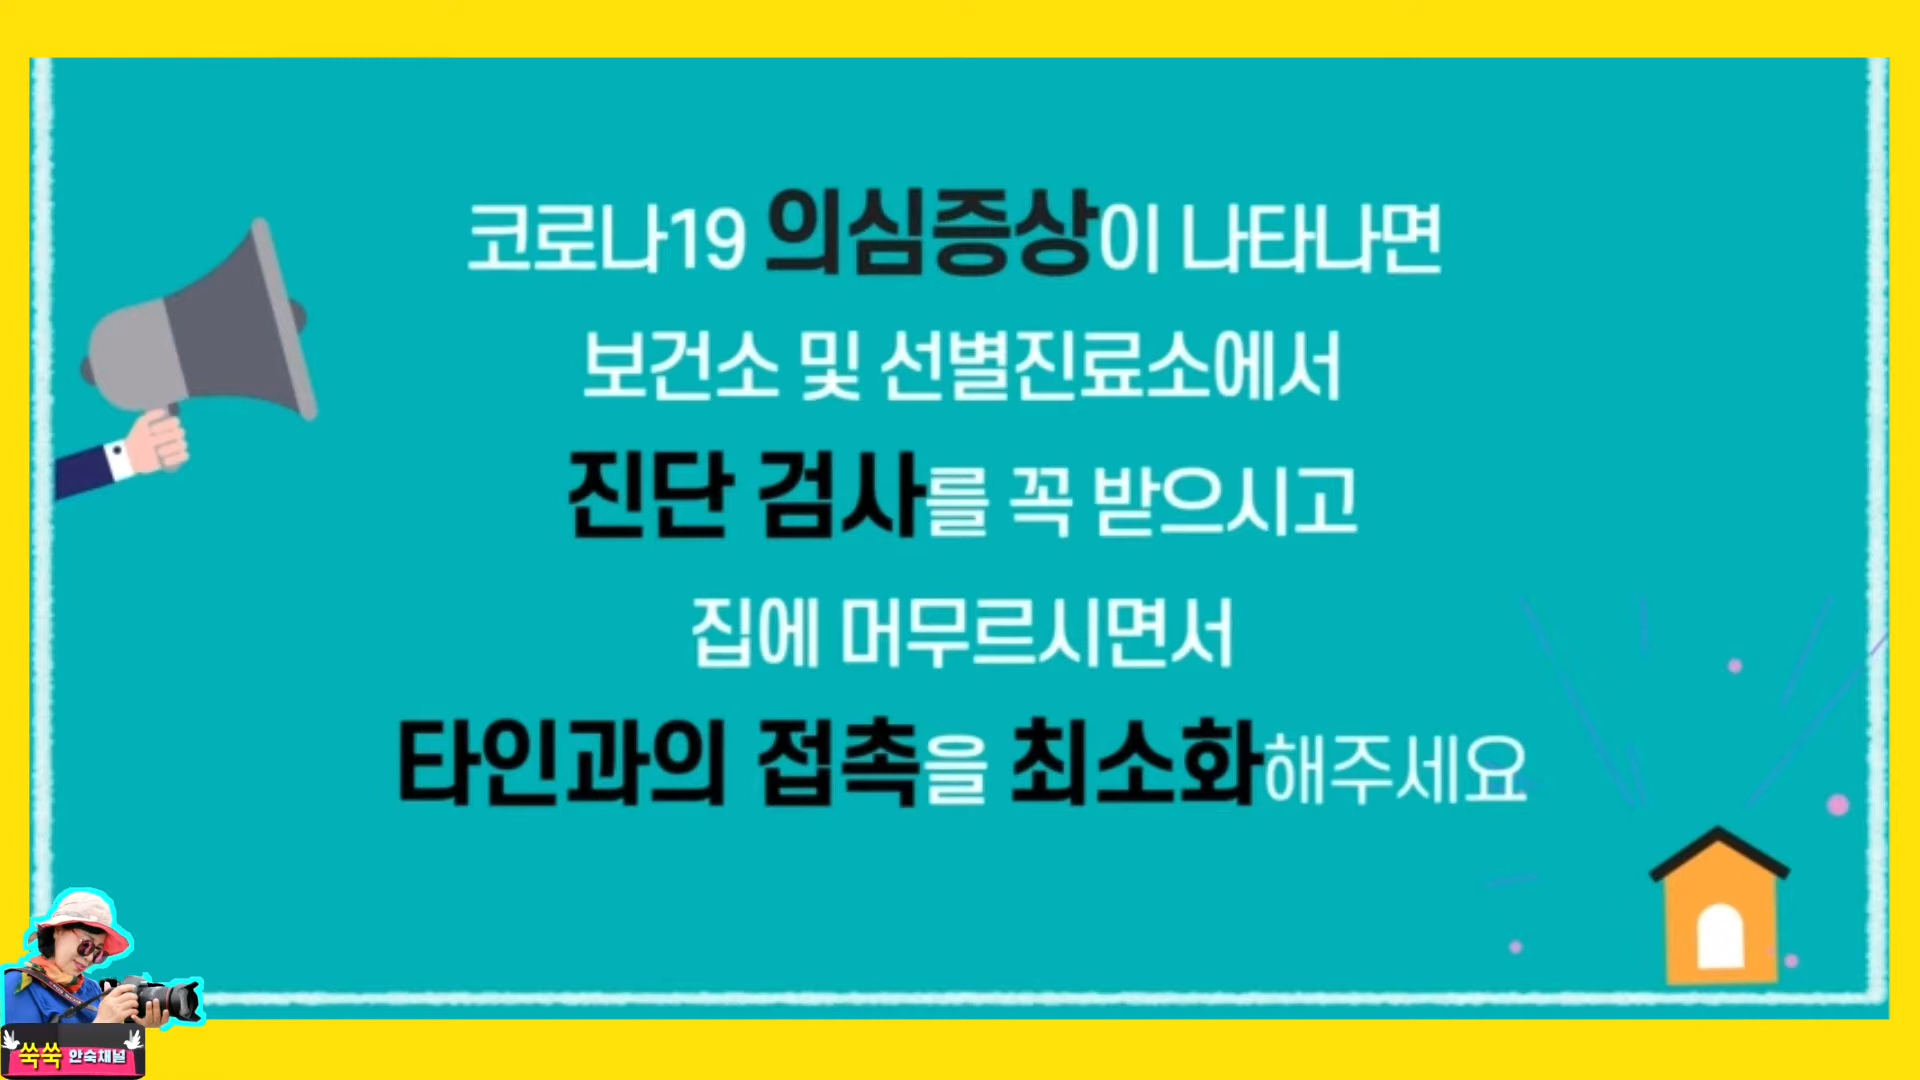 코로나19 의심증상이 나타나면
보건소 및 선별진료소에서
진단 검사를 꼭 받으시고
집에 머무르시면서
타인과의 접촉을 최소화해주세요
쑥쑥 안숙채널